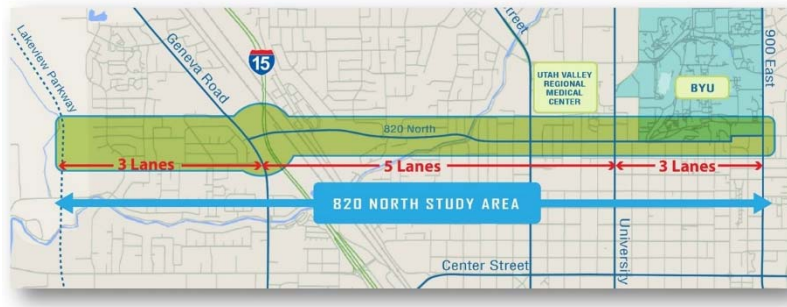 Lakeview Parkway
Geneva Road
15
Street
UTAH VALLEY
REGIONAL
MEDICAL
CENTER
BYU
900 East
820 North
3 Lanes
5 Lanes
3 Lanes
820 NORTH STUDY AREA
University
Center Street